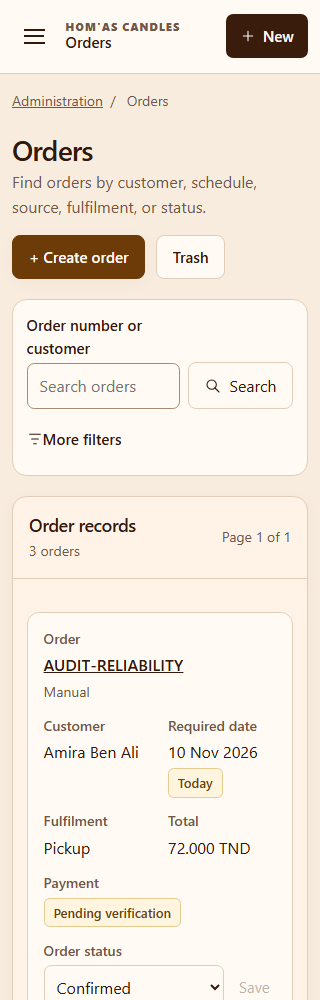 HOM'AS CANDLES
Orders
+ New
Administration / Orders
Orders
Find orders by customer, schedule,
source, fulfilment, or status.
+ Create order
Trash
Order number or
customer
Search orders
Search
More filters
Order records
3 orders
Page 1 of 1
Order
AUDIT-RELIABILITY
Manual
Customer
Required date
Amira Ben Ali
10 Nov 2026
Today
Fulfilment
Total
Pickup
72.000 TND
Payment
Pending verification
Order status
Confirmed
Save